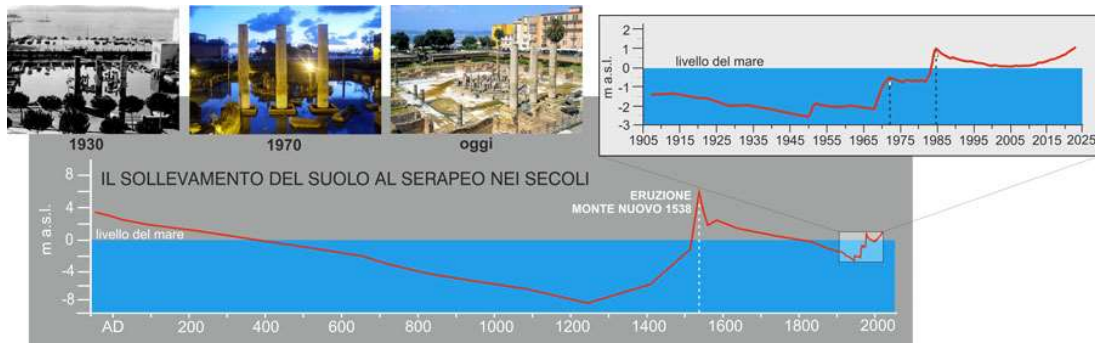 1930
1970
oggi
2
1
0
-1
-2
-3
m a.s.l.
livello del mare
1905 1915 1925 1935 1945 1955 1965 1975 1985 1995 2005 2015 2025
IL SOLLEVAMENTO DEL SUOLO AL SERAPEO NEI SECOLI
8
4
0
-4
-8
m a.s.l.
livello del mare
ERUZIONE
MONTE NUOVO 1538
AD 200 400 600 800 1000 1200 1400 1600 1800 2000